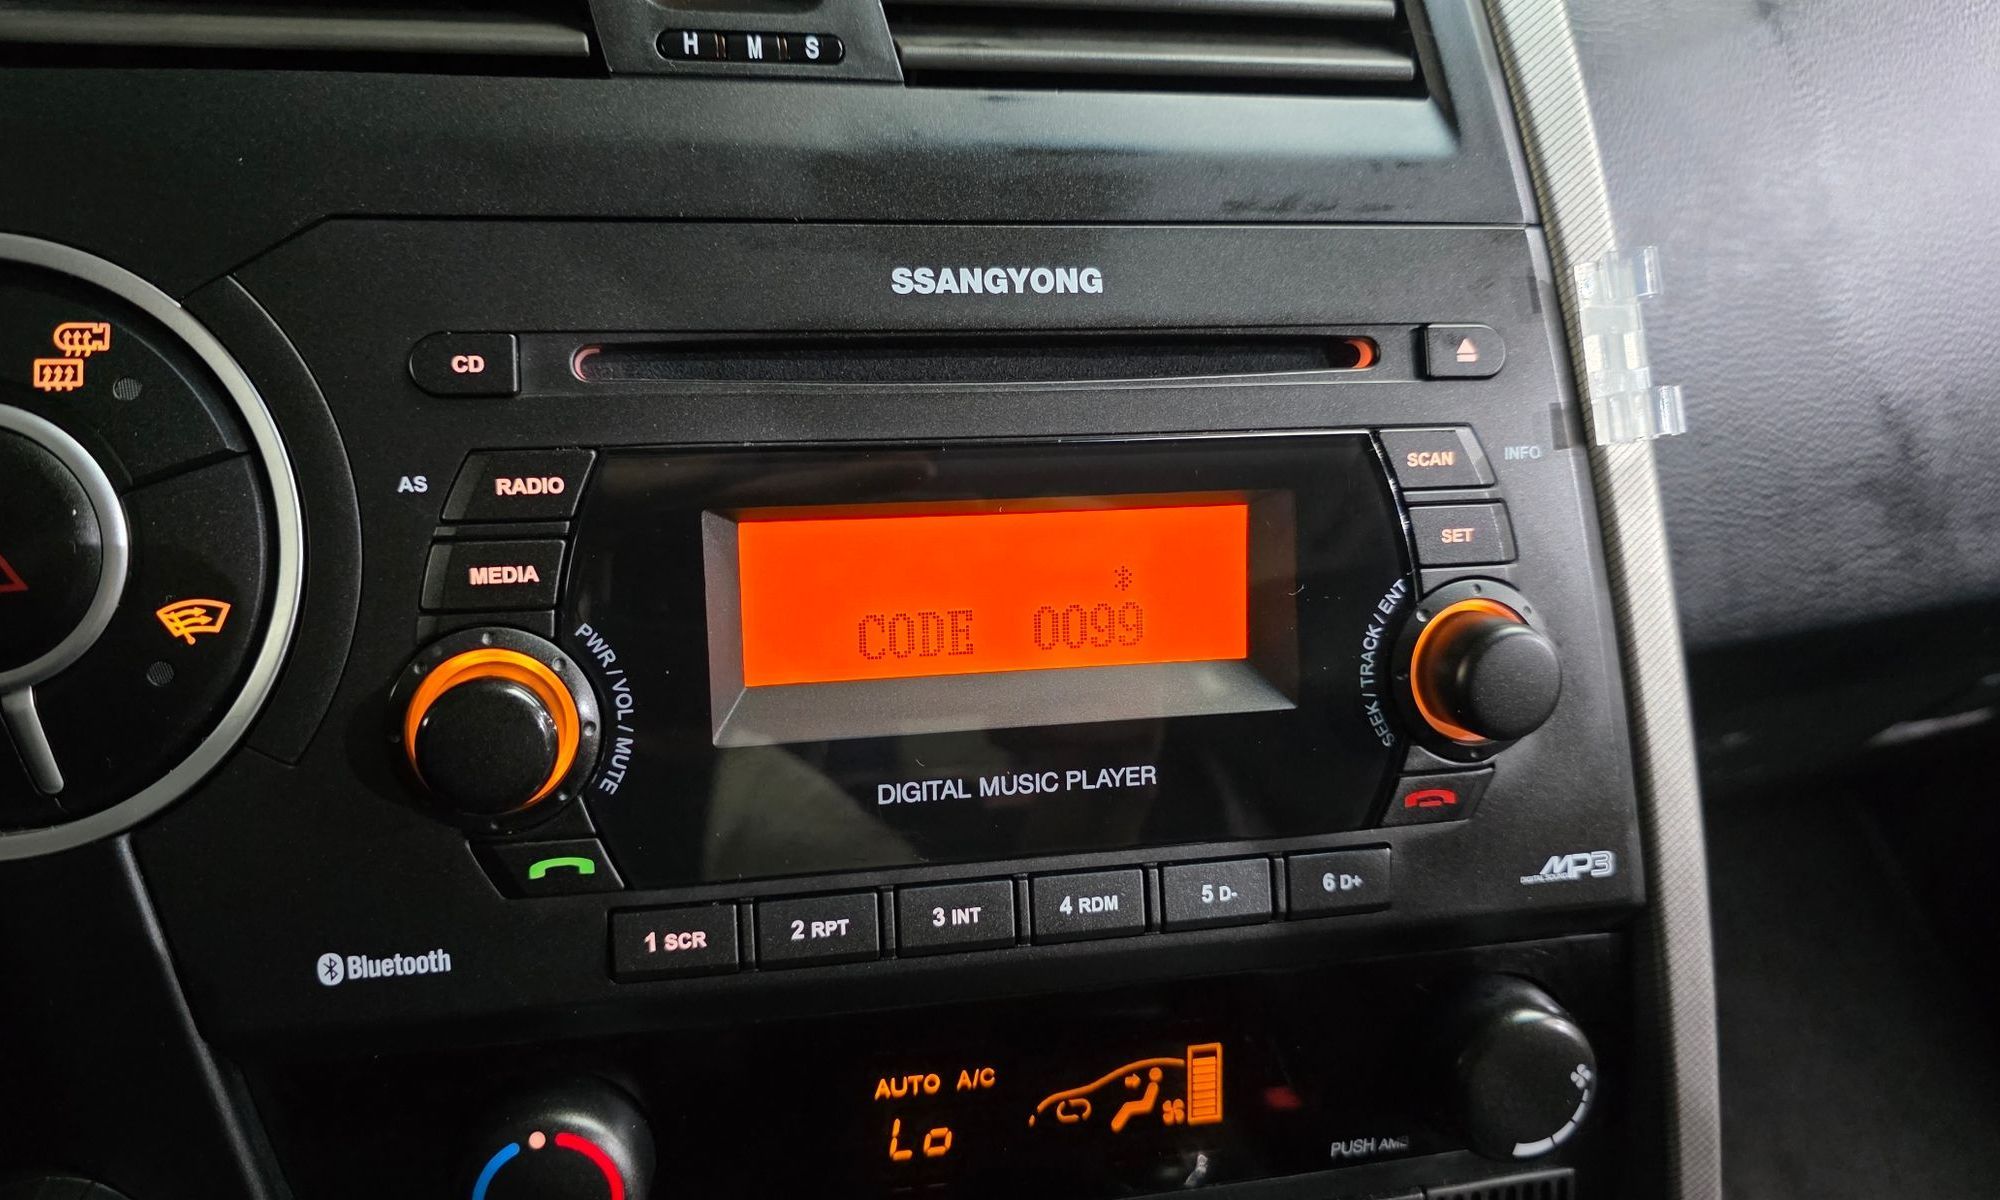 H M S
SSANGYONG
CD
AS
RADIO
SCAN
INFO
MEDIA
SET
CODE 0099
PWR / VOL / MUTE
SEEK / TRACK / ENT
DIGITAL MUSIC PLAYER
1 SCR
2 RPT
3 INT
4 RDM
5 D-
6 D+
MP3
Bluetooth
AUTO A/C
Lo
PUSH AMB